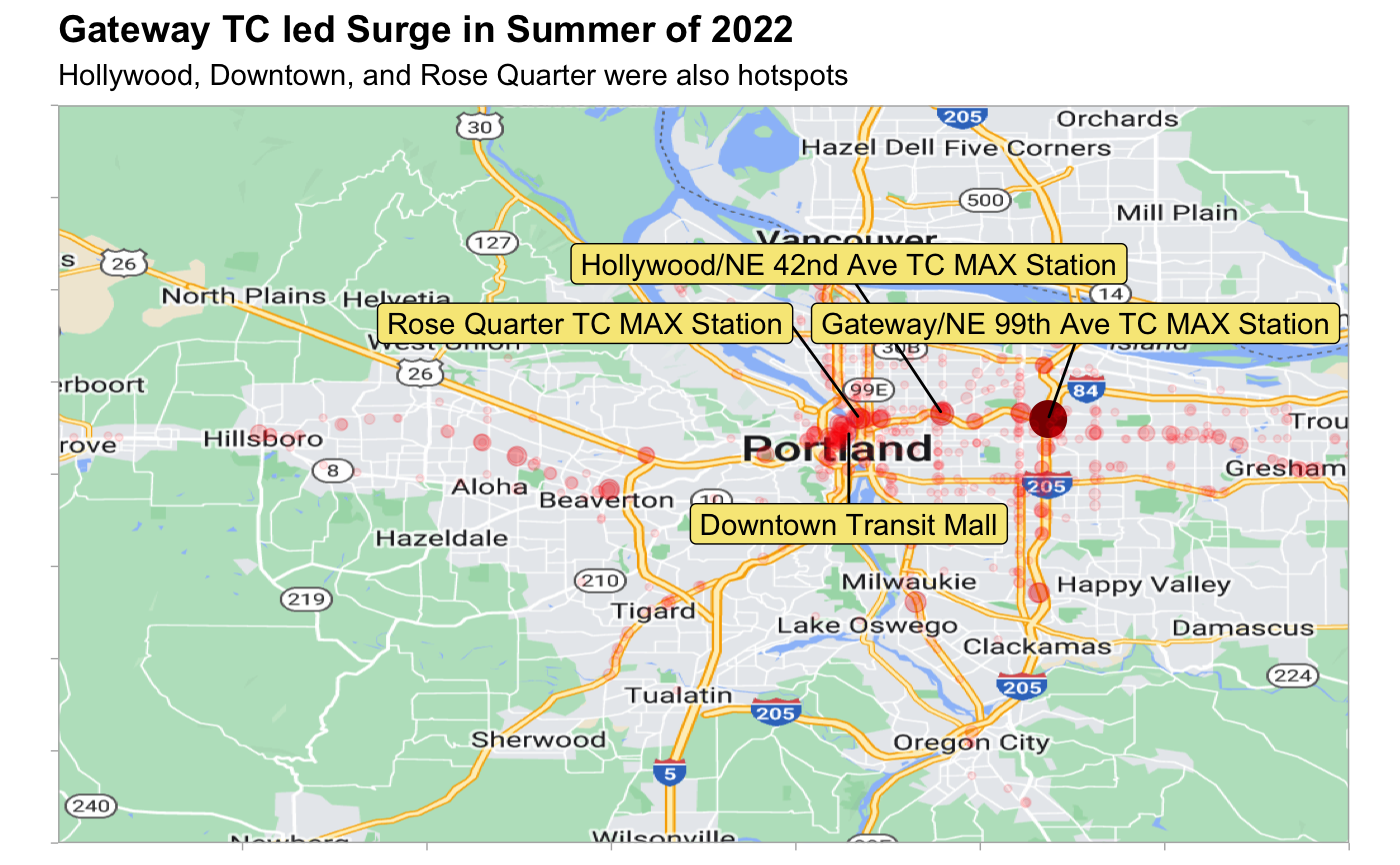 Gateway TC led Surge in Summer of 2022
Hollywood, Downtown, and Rose Quarter were also hotspots
30
205
Orchards
Hazel Dell Five Corners
500
Mill Plain
127
Vancouver
s
26
Hollywood/NE 42nd Ave TC MAX Station
14
North Plains
Helvetia
Rose Quarter TC MAX Station
Gateway/NE 99th Ave TC MAX Station
West Union
30B
Island
26
erboort
99E
84
Trou
rove
Hillsboro
Portland
8
Gresham
Aloha
Beaverton
10
205
Downtown Transit Mall
Hazeldale
210
Milwaukie
Happy Valley
219
Tigard
Lake Oswego
Damascus
Clackamas
224
205
Tualatin
205
Sherwood
Oregon City
5
240
Newberg
Wilsonville